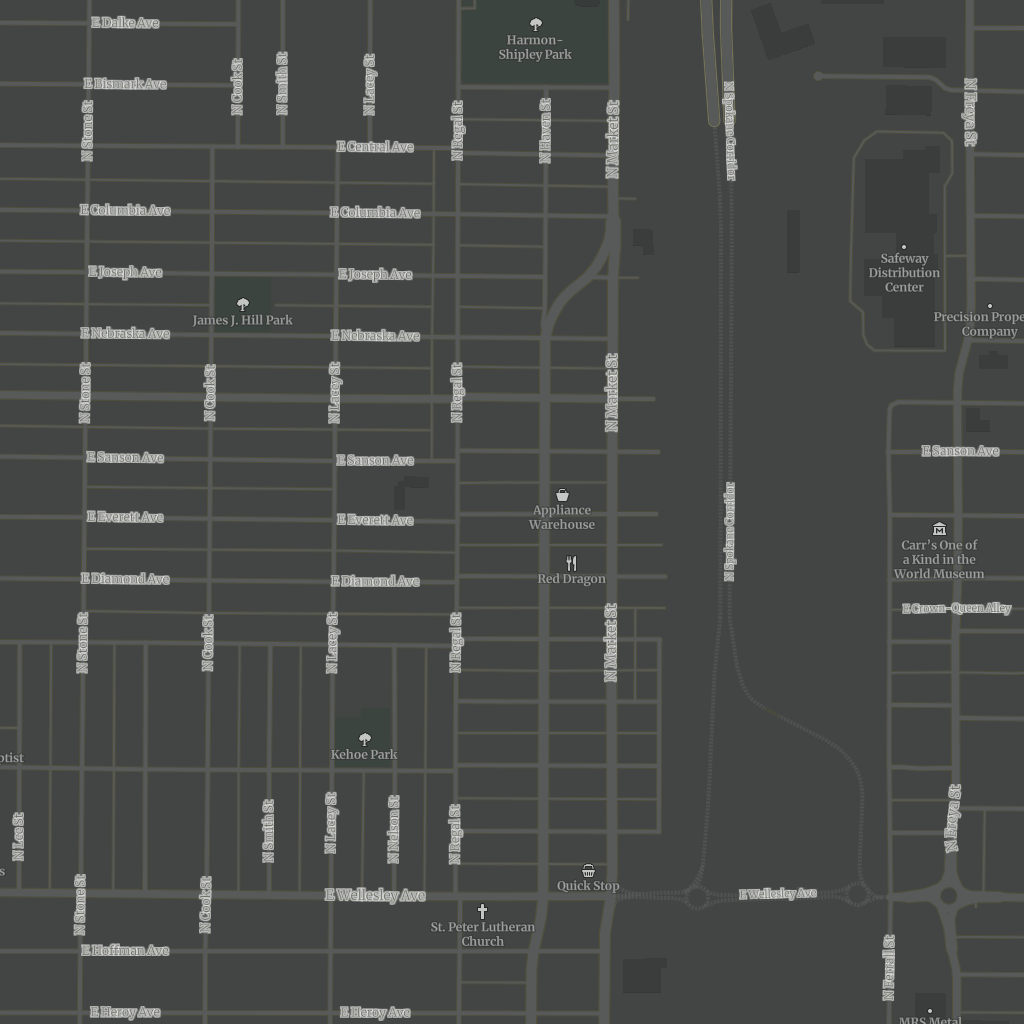 E Dalke Ave
Harmon-
Shipley Park
E Bismark Ave
N Cook St
N Smith St
N Lacey St
N Stone St
N Regal St
N Haven St
N Market St
N Spokane Corridor
N Freya St
E Central Ave
E Columbia Ave
E Columbia Ave
E Joseph Ave
E Joseph Ave
Safeway
Distribution
Center
James J. Hill Park
Precision Prope
Company
E Nebraska Ave
E Nebraska Ave
N Stone St
N Cook St
N Lacey St
N Regal St
N Market St
E Sanson Ave
E Sanson Ave
E Sanson Ave
E Everett Ave
E Everett Ave
Appliance
Warehouse
N Spokane Corridor
Carr's One of
a Kind in the
World Museum
Red Dragon
E Diamond Ave
E Diamond Ave
E Crown-Queen Alley
N Stone St
N Cook St
N Lacey St
N Regal St
N Market St
Kehoe Park
ptist
N Lee St
N Smith St
N Lacey St
N Nelson St
N Regal St
N Freya St
s
Quick Stop
E Wellesley Ave
E Wellesley Ave
N Stone St
N Cook St
St. Peter Lutheran
Church
E Hoffman Ave
N Ferrall St
E Heroy Ave
E Heroy Ave
MRS Metal